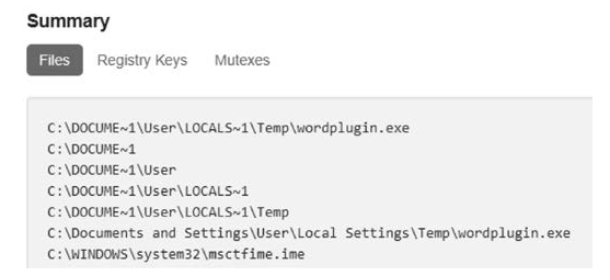 Summary
Files Registry Keys Mutexes
C:\DOCUME~1\User\LOCALS~1\Temp\wordplugin.exe
C:\DOCUME~1
C:\DOCUME~1\User
C:\DOCUME~1\User\LOCALS~1
C:\DOCUME~1\User\LOCALS~1\Temp
C:\Documents and Settings\User\Local Settings\Temp\wordplugin.exe
C:\WINDOWS\system32\msctfime.ime